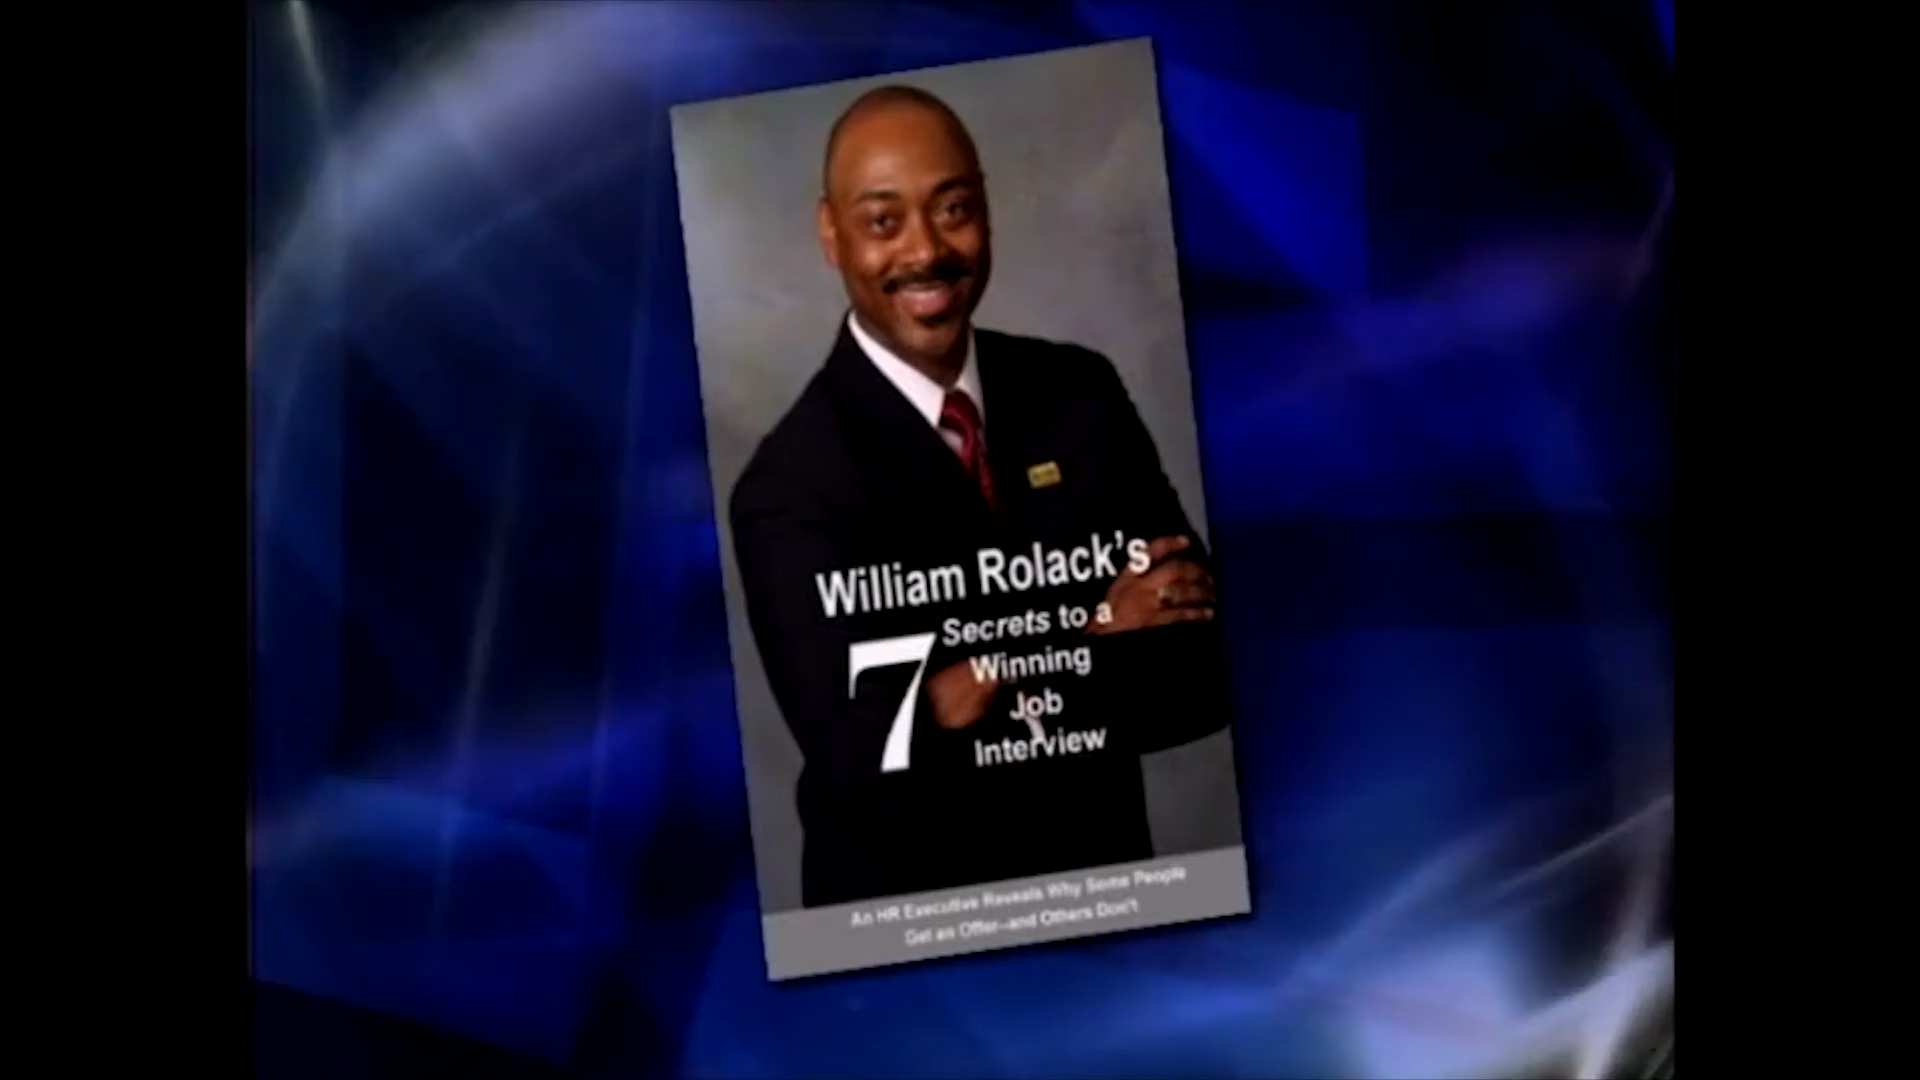 William Rolack's
7 Secrets to a
Winning
Job
Interview
An HR Executive Reveals Why Some People
Get an Offer--and Others Don't